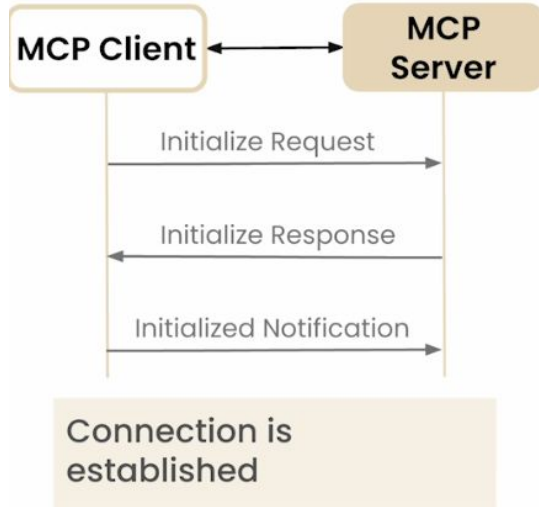 MCP Client
MCP
Server
Initialize Request
Initialize Response
Initialized Notification
Connection is
established